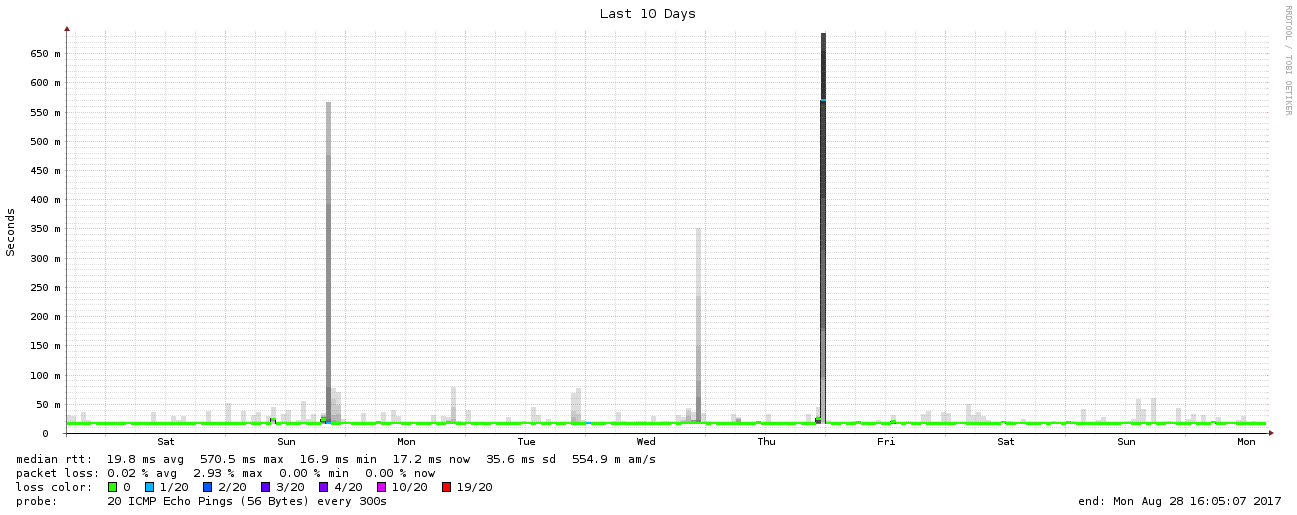 Last 10 Days
RRDTOOL / TOBI OETIKER
Seconds
650 m
600 m
550 m
500 m
450 m
400 m
350 m
300 m
250 m
200 m
150 m
100 m
50 m
0
Sat Sun Mon Tue Wed Thu Fri Sat Sun Mon
median rtt: 19.8 ms avg 570.5 ms max 16.9 ms min 17.2 ms now 35.6 ms sd 554.9 m am/s
packet loss: 0.02 % avg 2.93 % max 0.00 % min 0.00 % now
loss color: 0 1/20 2/20 3/20 4/20 10/20 19/20
probe: 20 ICMP Echo Pings (56 Bytes) every 300s end: Mon Aug 28 16:05:07 2017